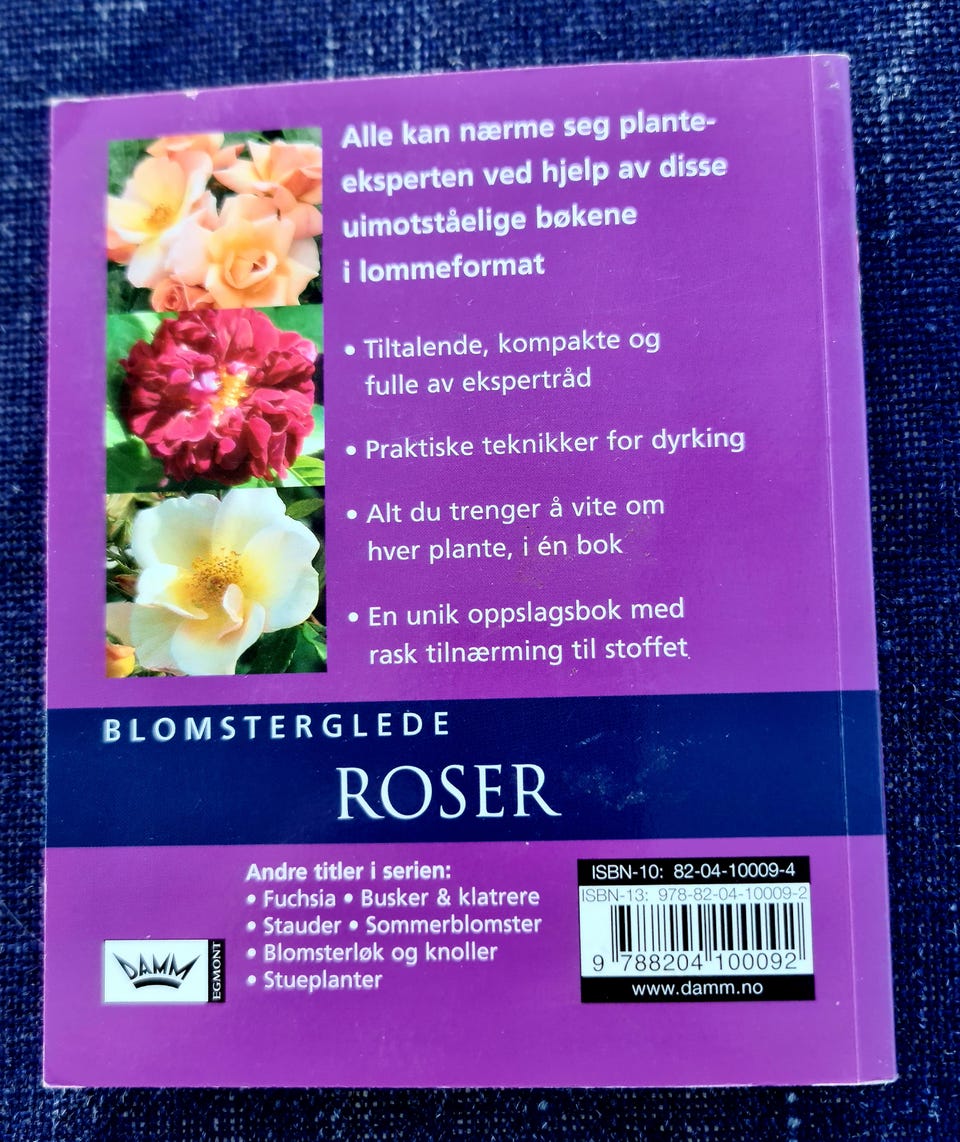 Alle kan nærme seg plante-
eksperten ved hjelp av disse
uimotståelige bøkene
i lommeformat
• Tiltalende, kompakte og
fulle av ekspertråd
• Praktiske teknikker for dyrking
• Alt du trenger å vite om
hver plante, i én bok
• En unik oppslagsbok med
rask tilnærming til stoffet
BLOMSTERGLEDE
ROSER
Andre titler i serien:
• Fuchsia • Busker & klatrere
• Stauder • Sommerblomster
• Blomsterløk og knoller
• Stueplanter
DAMM
EGMONT
ISBN-10: 82-04-10009-4
ISBN-13: 978-82-04-10009-2
9 788204 100092
www.damm.no